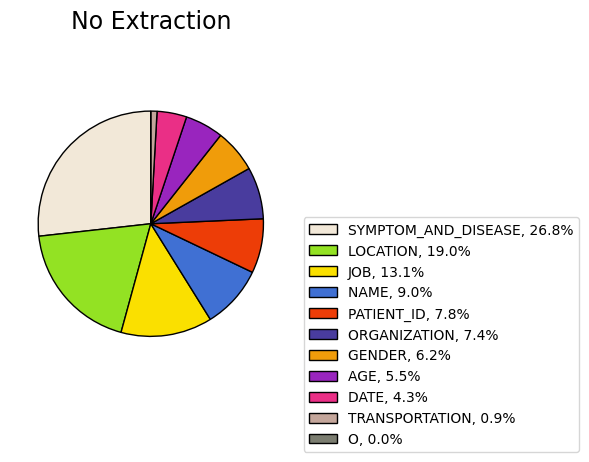 No Extraction
SYMPTOM_AND_DISEASE, 26.8%
LOCATION, 19.0%
JOB, 13.1%
NAME, 9.0%
PATIENT_ID, 7.8%
ORGANIZATION, 7.4%
GENDER, 6.2%
AGE, 5.5%
DATE, 4.3%
TRANSPORTATION, 0.9%
O, 0.0%